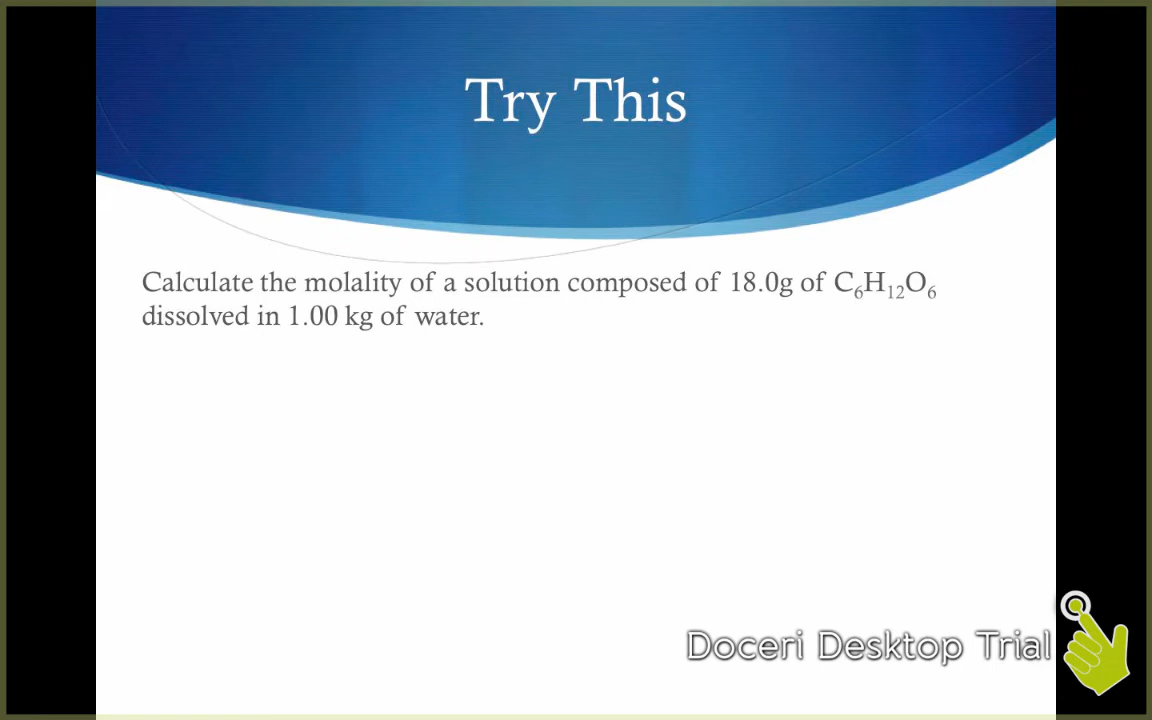 Try This
Calculate the molality of a solution composed of 18.0g of C₆H₁₂O₆
dissolved in 1.00 kg of water.
Doceri Desktop Trial